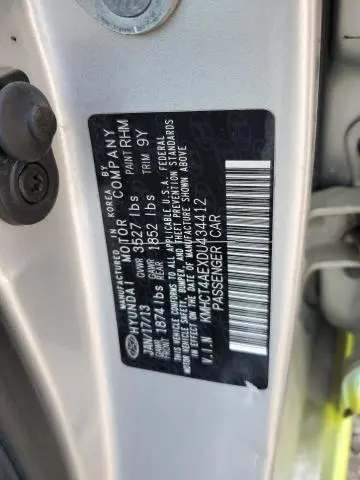 MANUFACTURED IN KOREA BY
HYUNDAI MOTOR COMPANY
JAN/17/13 GVWR 3527 lbs PAINT RHM
GAWR FRONT 1874 lbs GAWR REAR 1852 lbs TRIM 9Y
THIS VEHICLE CONFORMS TO ALL APPLICABLE U.S.A. FEDERAL
MOTOR VEHICLE SAFETY, BUMPER, AND THEFT PREVENTION STANDARDS
IN EFFECT ON THE DATE OF MANUFACTURE SHOWN ABOVE.
V.I.N KMHCT4AEXDU434412
PASSENGER CAR